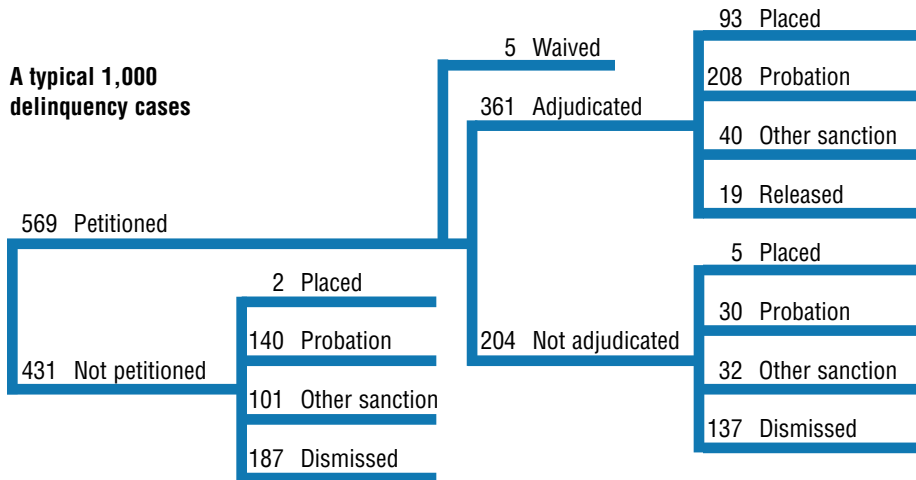 A typical 1,000
delinquency cases
569 Petitioned
5 Waived
361 Adjudicated
93 Placed
208 Probation
40 Other sanction
19 Released
204 Not adjudicated
5 Placed
30 Probation
32 Other sanction
137 Dismissed
431 Not petitioned
2 Placed
140 Probation
101 Other sanction
187 Dismissed